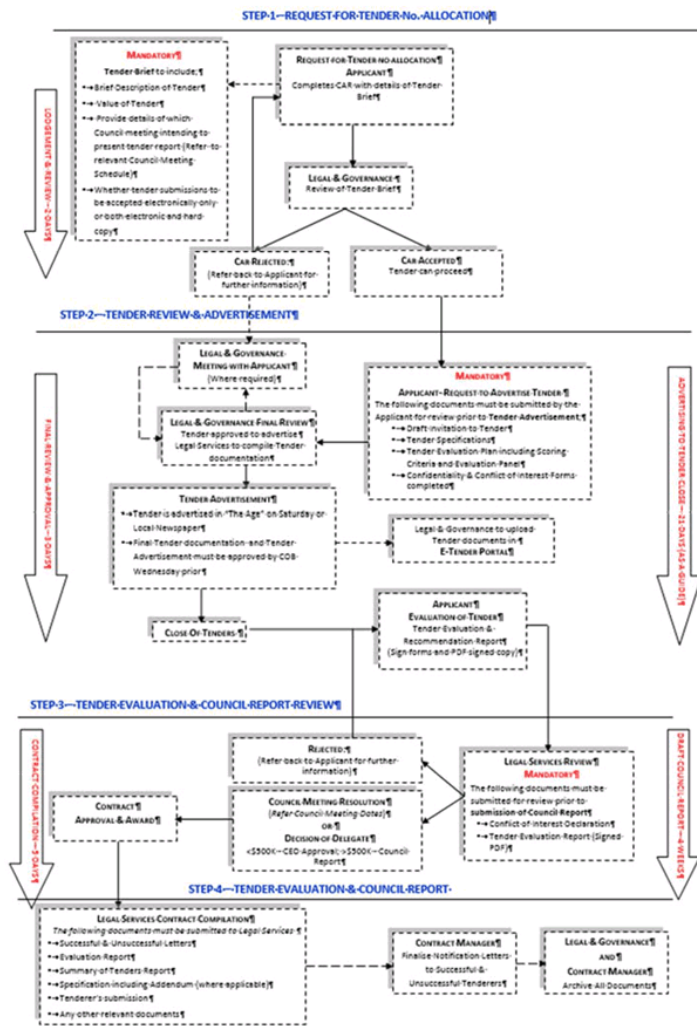 STEP·1·–·REQUEST·FOR·TENDER·No.·ALLOCATION¶
MANDATORY¶
Tender·Brief·to·include:¶
•→Brief·Description·of·Tender¶
•→·Value·of·Tender¶
•→·Provide·details·of·which·
Council·meeting·intending·to·
present·tender·report·(Refer·to·
relevant·Council·Meeting·
Schedule)¶
•→Whether·tender·submissions·to·
be·accepted·electronically·only·
or·both·electronic·and·hard·
copy¶
REQUEST·FOR·TENDER·NO·ALLOCATION¶
APPLICANT¶
Completes·CAR·with·details·of·Tender·
Brief¶
LODGEMENT·&·REVIEW·–·2·DAYS¶
LEGAL·&·GOVERNANCE·¶
Review·of·Tender·Brief¶
CAR·REJECTED:¶
(Refer·back·to·Applicant·for·
further·information)¶
CAR·ACCEPTED¶
Tender·can·proceed¶
STEP·2·–·TENDER·REVIEW·&·ADVERTISEMENT¶
LEGAL·&·GOVERNANCE·
MEETING·WITH·APPLICANT¶
(Where·required)¶
MANDATORY¶
APPLICANT·–·REQUEST·TO·ADVERTISE·TENDER·¶
The·following·documents·must·be·submitted·by·the·
Applicant·for·review·prior·to·Tender·Advertisement;¶
•→Draft·Invitation·to·Tender¶
•→Tender·Specifications¶
•→Tender·Evaluation·Plan·including·Scoring·
Criteria·and·Evaluation·Panel¶
•→Confidentiality·&·Conflict·of·Interest·Forms·
completed¶
LEGAL·&·GOVERNANCE·FINAL·REVIEW¶
Tender·approved·to·advertise¶
Legal·Services·to·compile·Tender·
documentation¶
FINAL·REVIEW·&·APPROVAL·–·3·DAYS¶
ADVERTISING·TO·TENDER·CLOSE·–·21·DAYS·(AS·A·GUIDE)¶
TENDER·ADVERTISEMENT¶
•→Tender·is·advertised·in·"The·Age"·on·Saturday·or·
Local·Newspaper¶
•→Final·Tender·documentation·and·Tender·
Advertisement·must·be·approved·by·COB·
Wednesday·prior¶
Legal·&·Governance·to·upload·
Tender·documents·in·
E-TENDER·PORTAL¶
CLOSE·OF·TENDERS·¶
APPLICANT¶
EVALUATION·OF·TENDER¶
Tender·Evaluation·&·
Recommendation·Report¶
(Sign·forms·and·PDF·signed·copy)¶
STEP·3·–·TENDER·EVALUATION·&·COUNCIL·REPORT·REVIEW¶
REJECTED:¶
(Refer·back·to·Applicant·for·further·
information)¶
LEGAL·SERVICES·REVIEW¶
MANDATORY¶
The·following·documents·must·be·
submitted·for·review·prior·to·
submission·of·Council·Report¶
•→Conflict·of·Interest·Declaration¶
•→Tender·Evaluation·Report·(Signed·
PDF)¶
CONTRACT¶
APPROVAL·&·AWARD¶
COUNCIL·MEETING·RESOLUTION¶
(Refer·Council·Meeting·Dates)¶
OR¶
DECISION·OF·DELEGATE¶
<$500K·–·CEO·Approval;·>$500K·–·Council·
Report¶
CONTRACT·COMPILATION·–·5·DAYS¶
DRAFT·COUNCIL·REPORT·–·4·WEEKS¶
STEP·4·–·TENDER·EVALUATION·&·COUNCIL·REPORT·
LEGAL·SERVICES·CONTRACT·COMPILATION¶
The·following·documents·must·be·submitted·to·Legal·Services·¶
•→Successful·&·Unsuccessful·Letters¶
•→Evaluation·Report¶
•→Summary·of·Tenders·Report¶
•→Specification·including·Addendum·(where·applicable)¶
•→Tenderer's·submission¶
•→Any·other·relevant·documents¶
CONTRACT·MANAGER¶
Finalise·Notification·Letters·
to·Successful·&·
Unsuccessful·Tenderers¶
LEGAL·&·GOVERNANCE¶
AND¶
CONTRACT·MANAGER¶
Archive·All·Documents¶